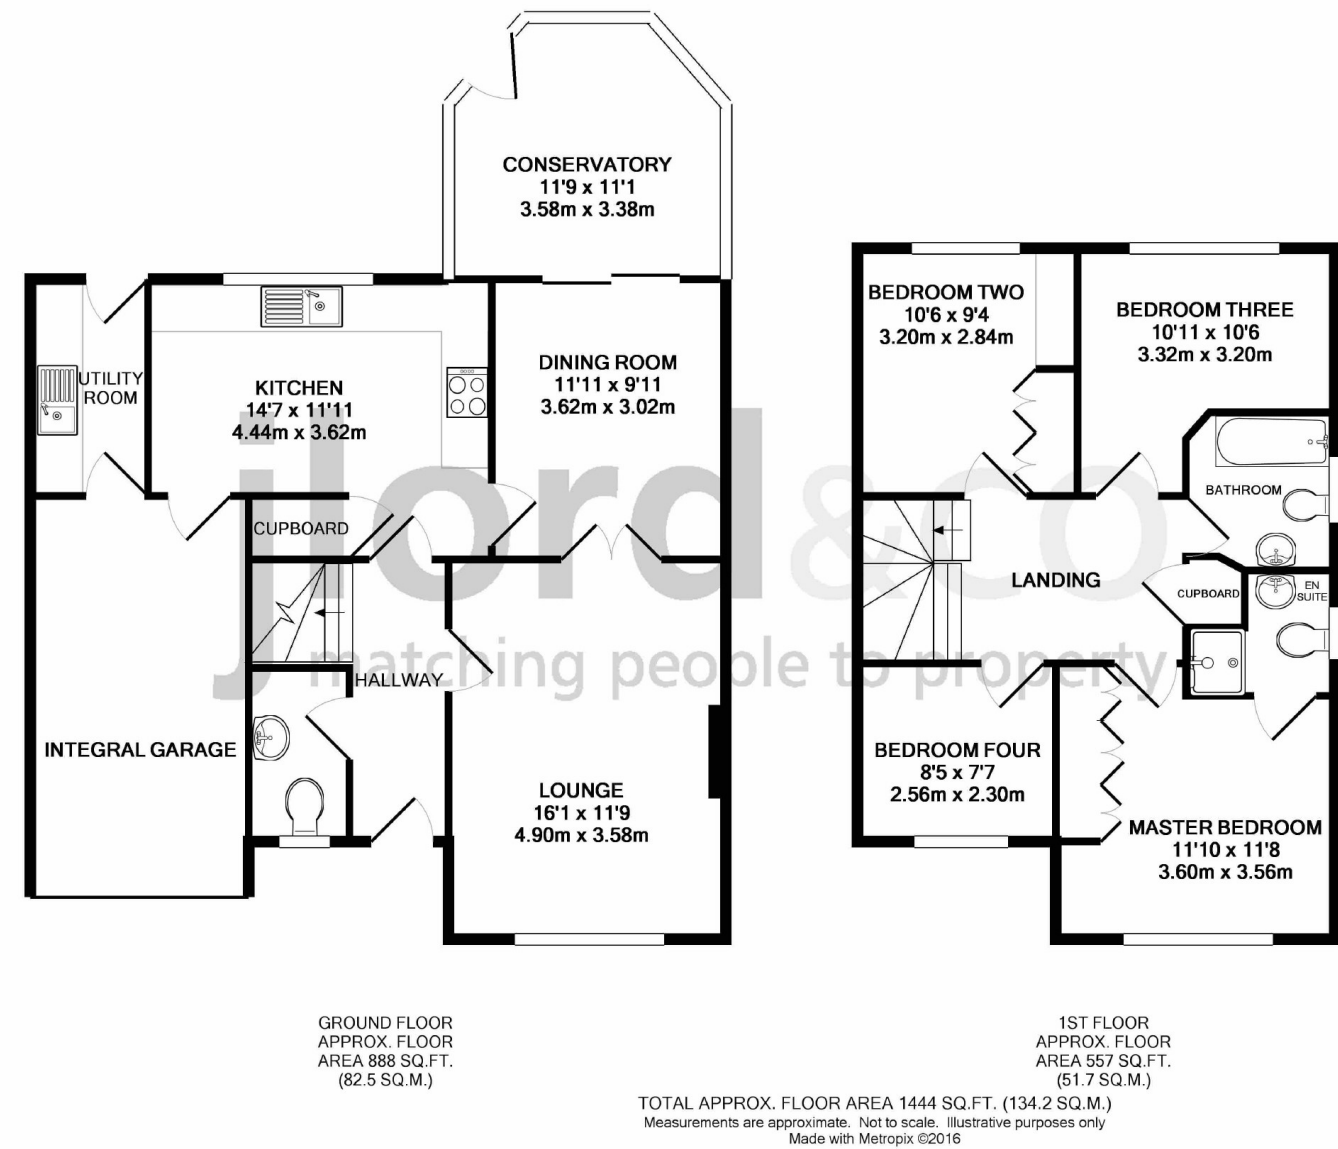 CONSERVATORY
11'9 x 11'1
3.58m x 3.38m
UTILITY
ROOM
KITCHEN
14'7 x 11'11
4.44m x 3.62m
DINING ROOM
11'11 x 9'11
3.62m x 3.02m
CUPBOARD
HALLWAY
INTEGRAL GARAGE
LOUNGE
16'1 x 11'9
4.90m x 3.58m
BEDROOM TWO
10'6 x 9'4
3.20m x 2.84m
BEDROOM THREE
10'11 x 10'6
3.32m x 3.20m
BATHROOM
LANDING
CUPBOARD
EN
SUITE
BEDROOM FOUR
8'5 x 7'7
2.56m x 2.30m
MASTER BEDROOM
11'10 x 11'8
3.60m x 3.56m
jlord&co
matching people to property
GROUND FLOOR
APPROX. FLOOR
AREA 888 SQ.FT.
(82.5 SQ.M.)
1ST FLOOR
APPROX. FLOOR
AREA 557 SQ.FT.
(51.7 SQ.M.)
TOTAL APPROX. FLOOR AREA 1444 SQ.FT. (134.2 SQ.M.)
Measurements are approximate. Not to scale. Illustrative purposes only
Made with Metropix ©2016